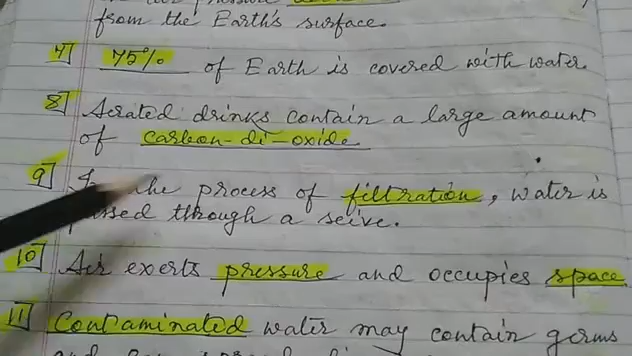 from the Earth's surface.
7] 75% of Earth is covered with water.
8] Aerated drinks contain a large amount
of carbon-di-oxide
9] the process of filtration, water is
through a seive.
10] Air exerts pressure and occupies space
11] Contaminated water may contain germs